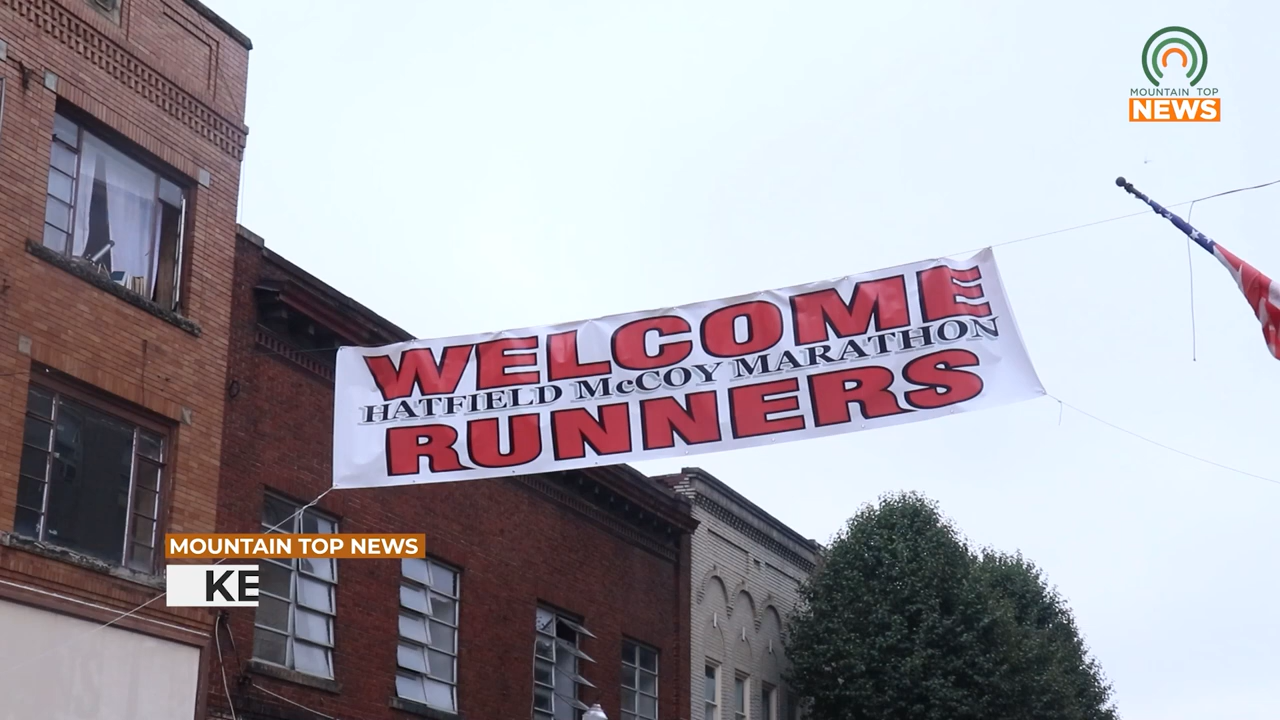 MOUNTAIN TOP
NEWS
WELCOME
HATFIELD McCOY MARATHON
RUNNERS
MOUNTAIN TOP NEWS
KE